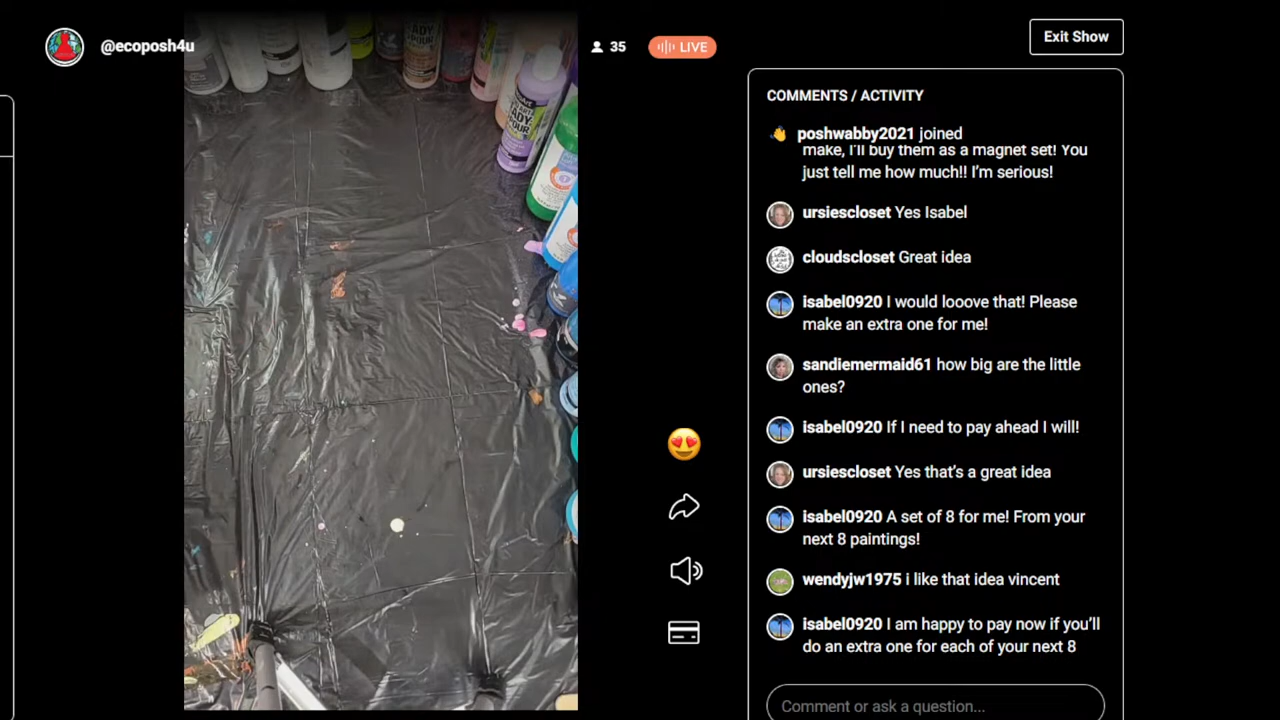 @ecoposh4u
35
LIVE
Exit Show
COMMENTS / ACTIVITY
poshwabby2021 joined
make, I'll buy them as a magnet set! You
just tell me how much!! I'm serious!
ursiescloset Yes Isabel
cloudscloset Great idea
isabel0920 I would looove that! Please
make an extra one for me!
sandiemermaid61 how big are the little
ones?
isabel0920 If I need to pay ahead I will!
ursiescloset Yes that's a great idea
isabel0920 A set of 8 for me! From your
next 8 paintings!
wendyjw1975 i like that idea vincent
isabel0920 I am happy to pay now if you'll
do an extra one for each of your next 8
Comment or ask a question...
LADY
POUR
LADY
POUR